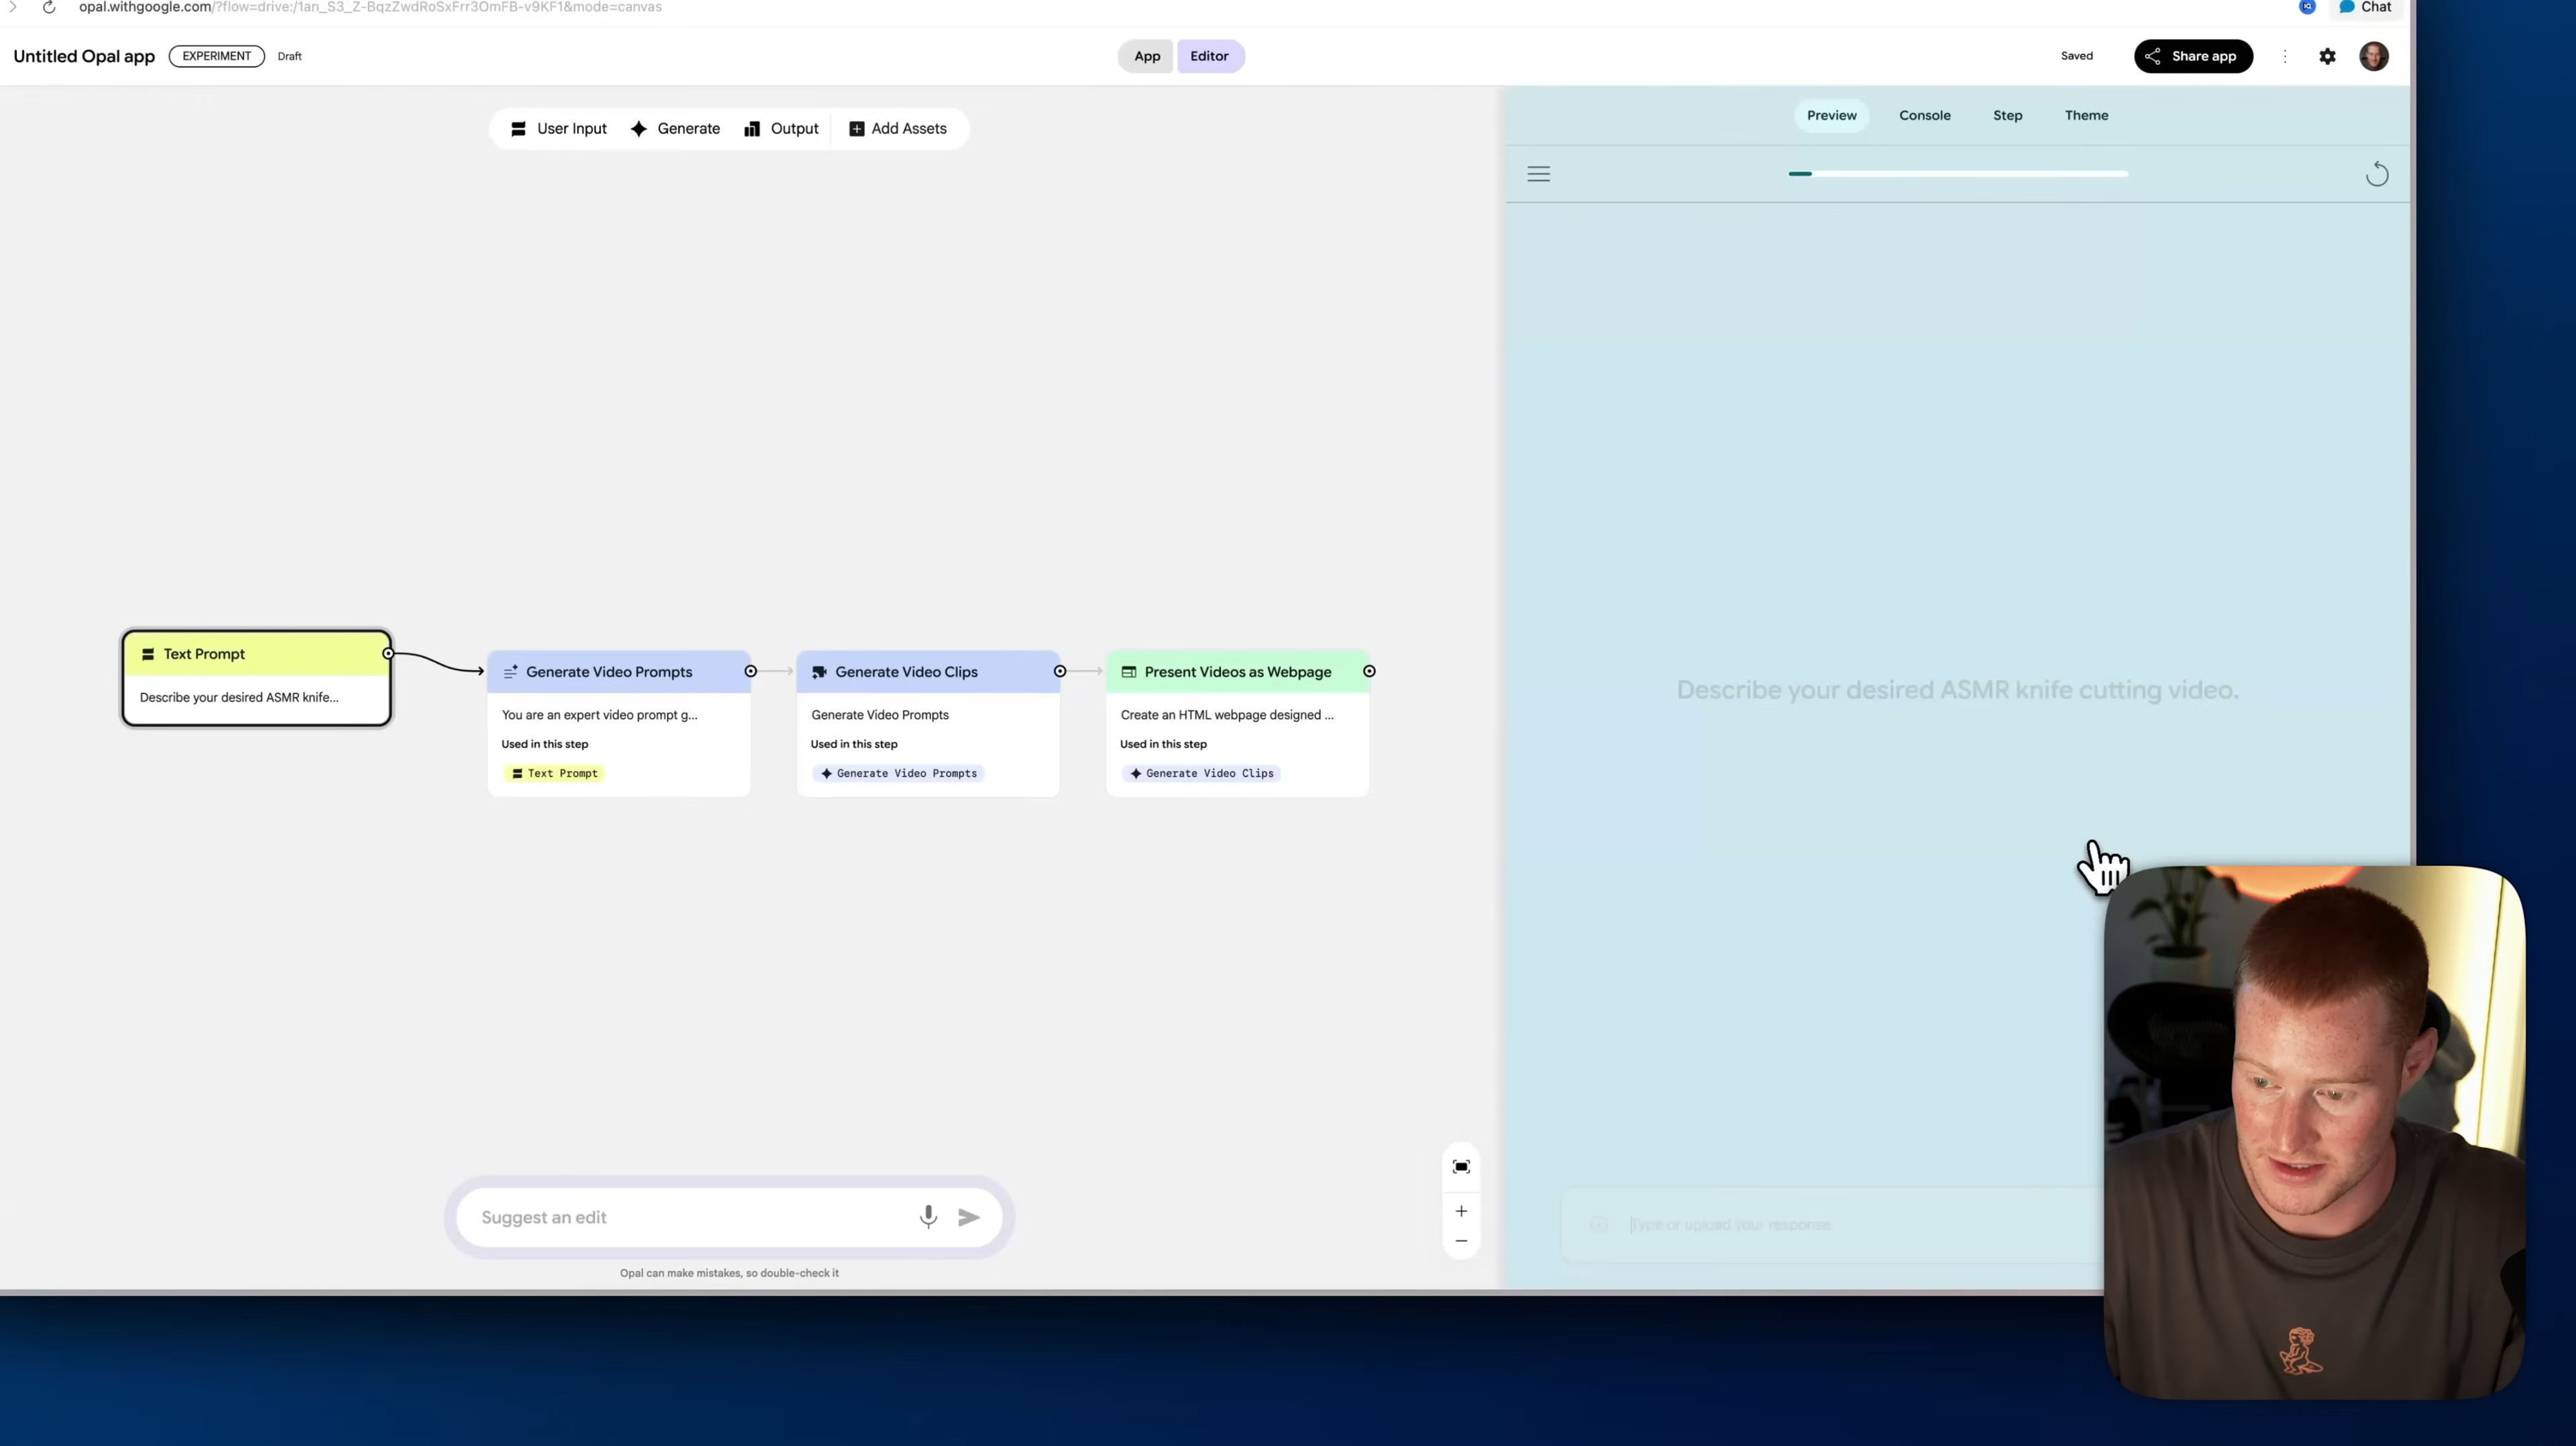 opal.withgoogle.com/?flow=drive:/1an_S3_Z-BqzZwdRoSxFrr3OmFB-v9KF1&mode=canvas
Chat
Untitled Opal app
EXPERIMENT
Draft
App
Editor
Saved
Share app
User Input
Generate
Output
Add Assets
Preview
Console
Step
Theme
Text Prompt
Describe your desired ASMR knife...
Generate Video Prompts
You are an expert video prompt g...
Used in this step
Text Prompt
Generate Video Clips
Generate Video Prompts
Used in this step
Generate Video Prompts
Present Videos as Webpage
Create an HTML webpage designed ...
Used in this step
Generate Video Clips
Describe your desired ASMR knife cutting video.
Suggest an edit
Opal can make mistakes, so double-check it
Type or upload your response.